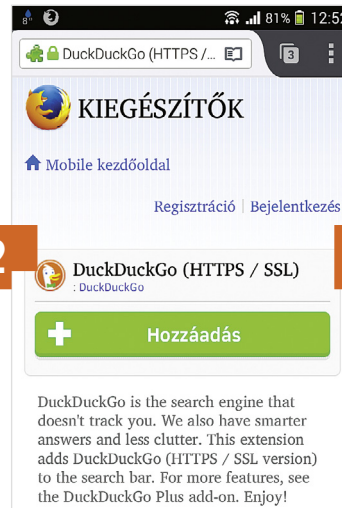 8° 81% 12:52
DuckDuckGo (HTTPS /... 3
KIEGÉSZÍTŐK
Mobile kezdőoldal
Regisztráció | Bejelentkezés
2
DuckDuckGo (HTTPS / SSL)
: DuckDuckGo
Hozzáadás
DuckDuckGo is the search engine that
doesn't track you. We also have smarter
answers and less clutter. This extension
adds DuckDuckGo (HTTPS / SSL version)
to the search bar. For more features, see
the DuckDuckGo Plus add-on. Enjoy!